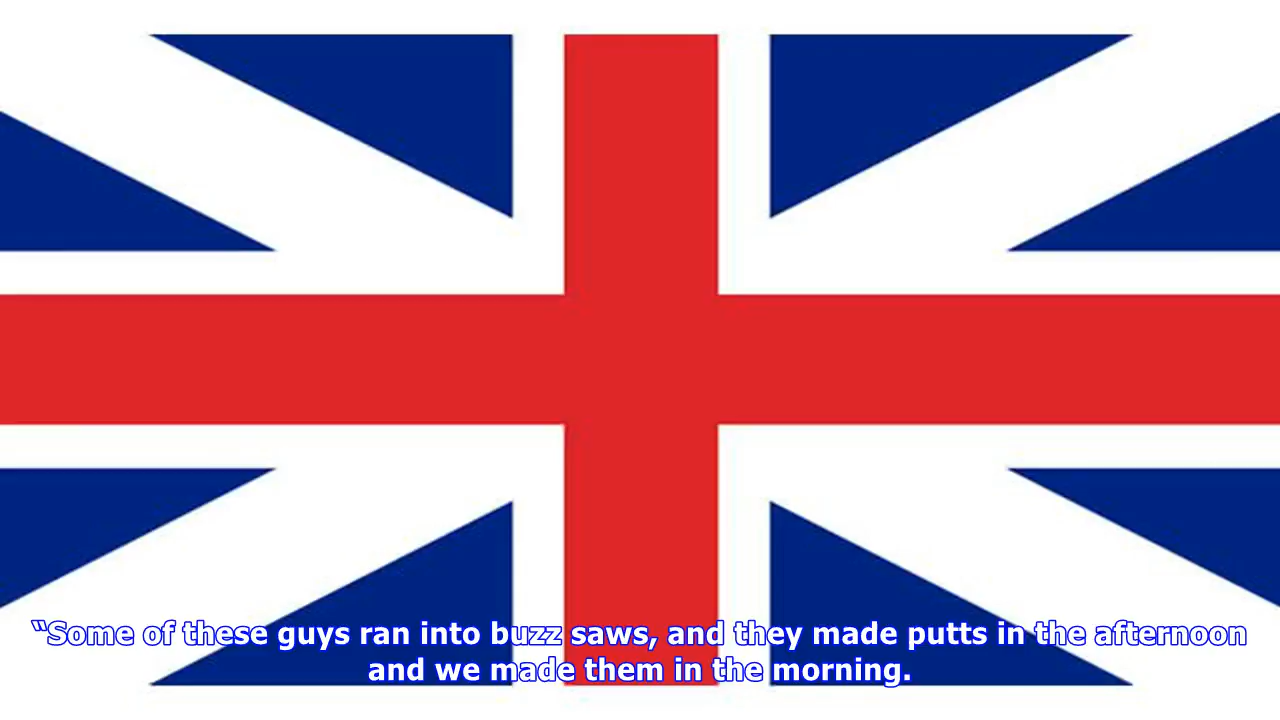 “Some of these guys ran into buzz saws, and they made putts in the afternoon
and we made them in the morning.